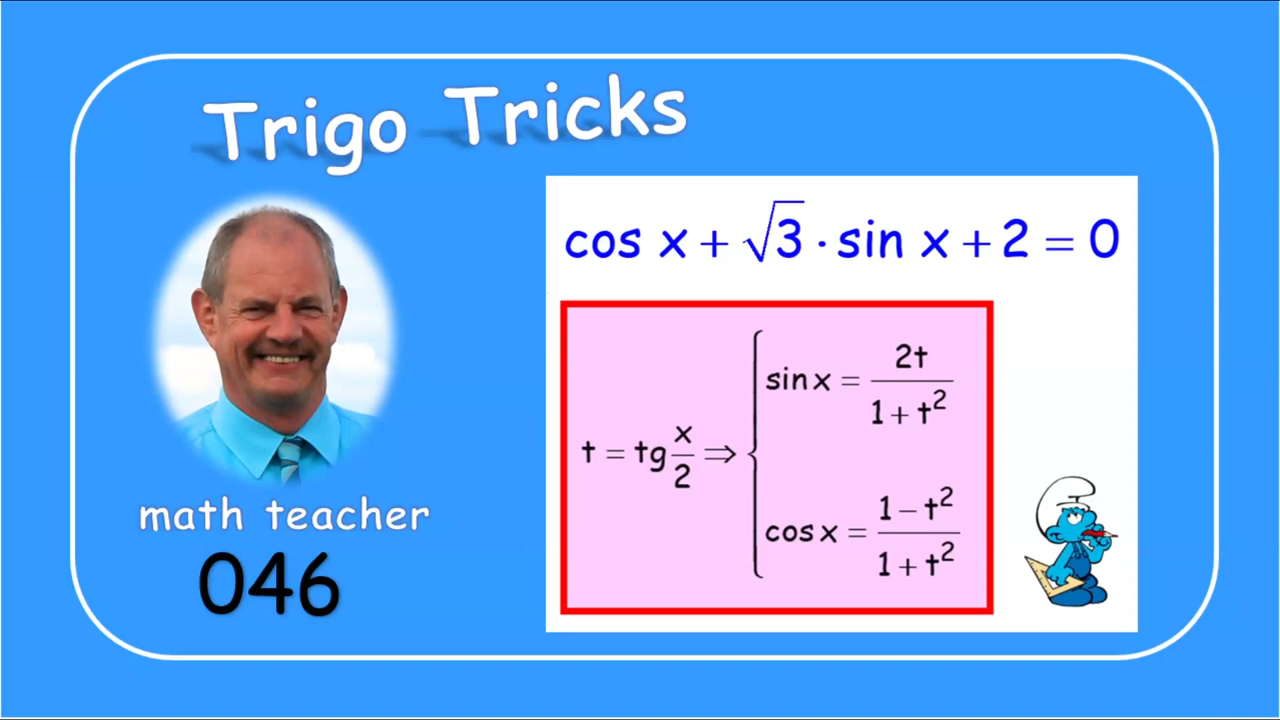 Trigo Tricks
math teacher
046
cos x + √3 · sin x + 2 = 0
t = tg x/2 ⇒ { sin x = 2t/(1 + t²)
cos x = (1 − t²)/(1 + t²)